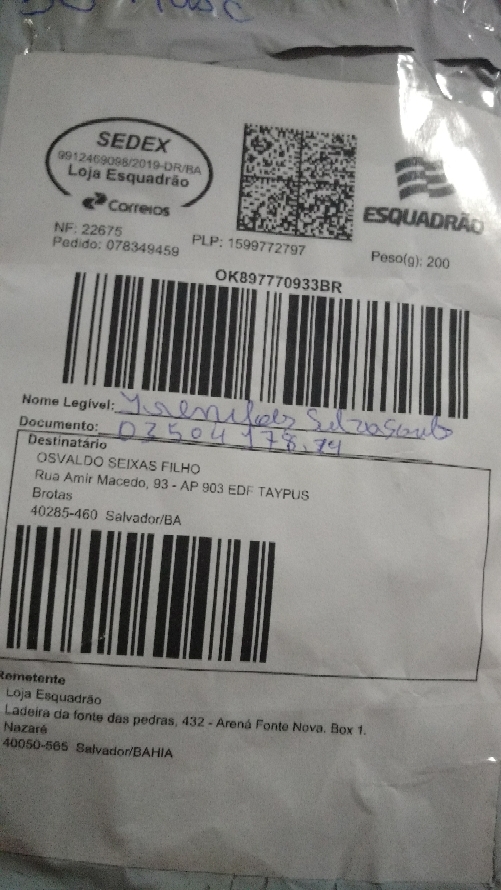 SEDEX
9912469098/2019-DR/BA
Loja Esquadrão
Correios
ESQUADRÃO
NF: 22675
Pedido: 078349459
PLP: 1599772797
Peso(g): 200
OK897770933BR
Nome Legível:
Documento:
Destinatário
OSVALDO SEIXAS FILHO
Rua Amir Macedo, 93 - AP 903 EDF TAYPUS
Brotas
40285-460 Salvador/BA
Remetente
Loja Esquadrão
Ladeira da fonte das pedras, 432 - Arena Fonte Nova. Box 1.
Nazaré
40050-565 Salvador/BAHIA